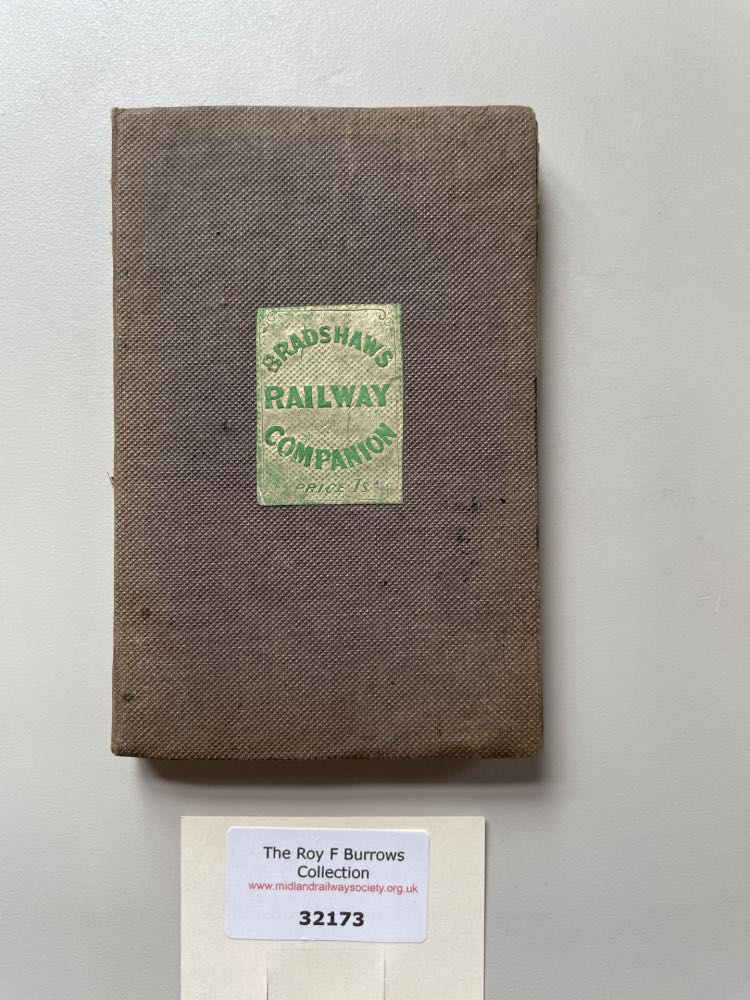 BRADSHAWS
RAILWAY
COMPANION
PRICE 1s
The Roy F Burrows
Collection
www.midlandrailwaysociety.org.uk
32173